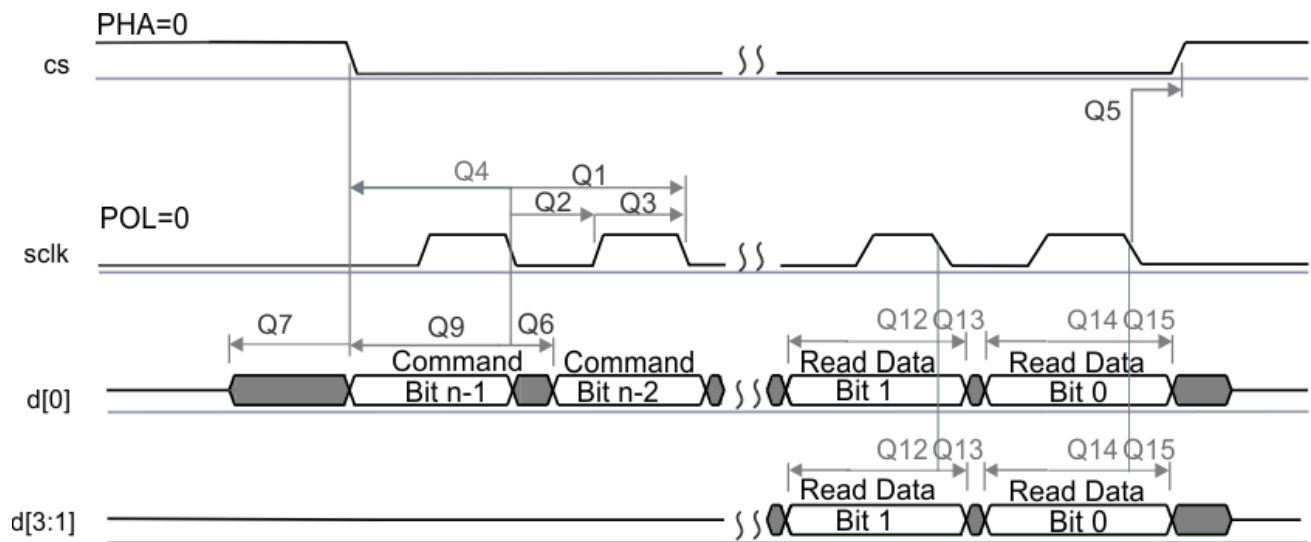 PHA=0
cs
Q5
Q4 Q1
Q2 Q3
POL=0
sclk
Q7 Q9 Q6 Q12 Q13 Q14 Q15
Command Command Read Data Read Data
d[0] Bit n-1 Bit n-2 Bit 1 Bit 0
Q12 Q13 Q14 Q15
Read Data Read Data
d[3:1] Bit 1 Bit 0